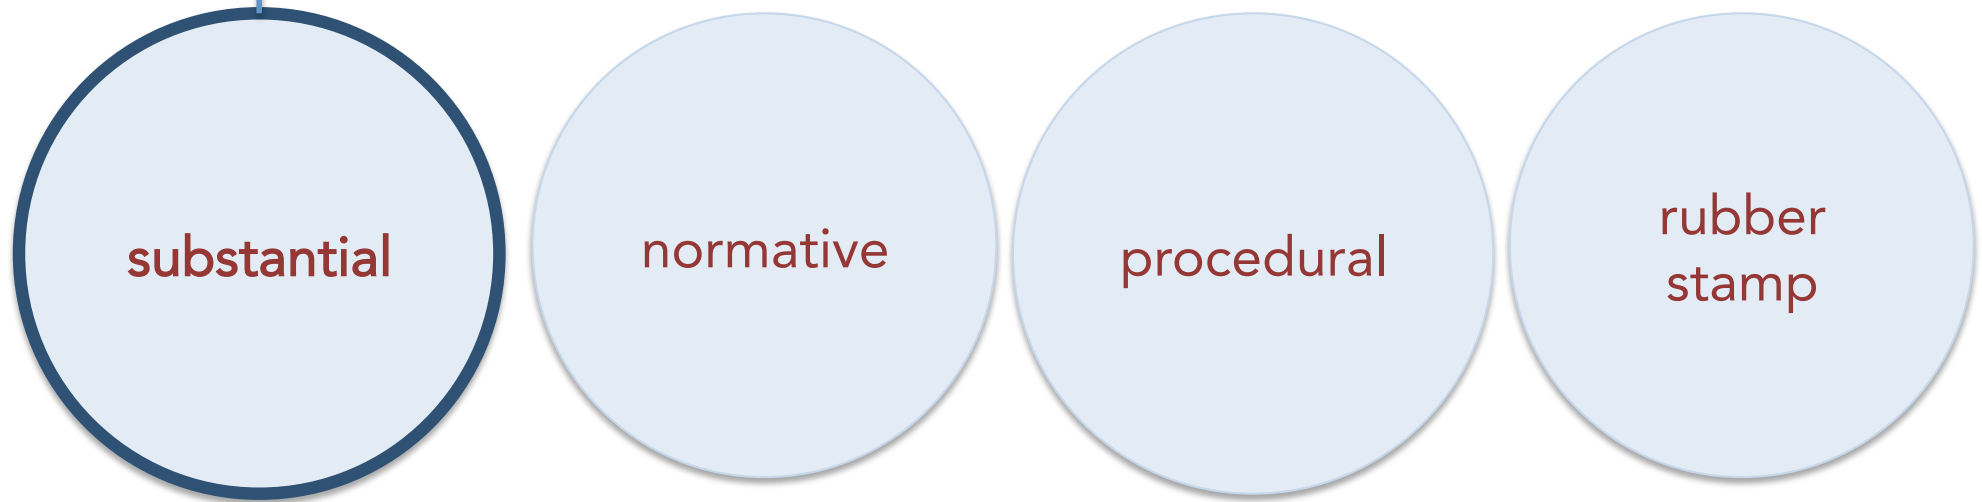 substantial
normative
procedural
rubber
stamp